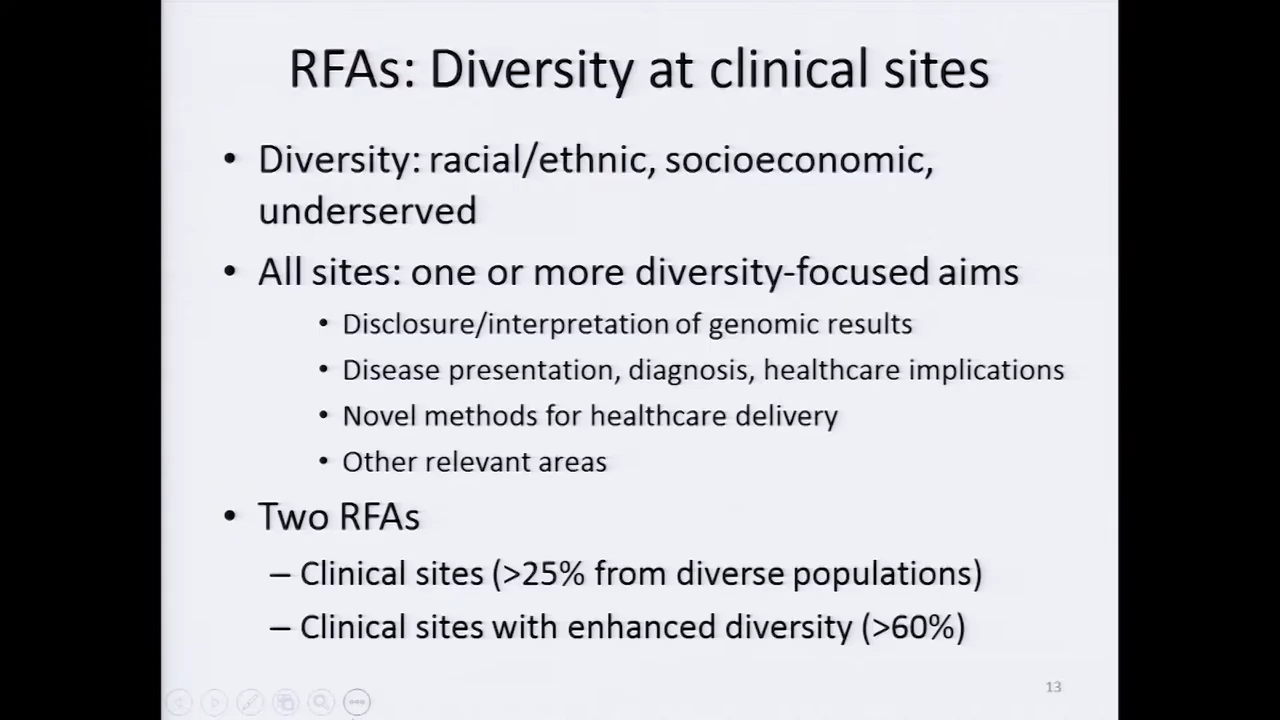 RFAs: Diversity at clinical sites
• Diversity: racial/ethnic, socioeconomic,
underserved
• All sites: one or more diversity-focused aims
• Disclosure/interpretation of genomic results
• Disease presentation, diagnosis, healthcare implications
• Novel methods for healthcare delivery
• Other relevant areas
• Two RFAs
– Clinical sites (>25% from diverse populations)
– Clinical sites with enhanced diversity (>60%)
13